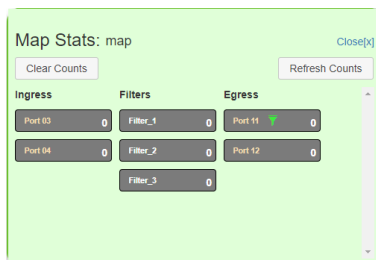 Map Stats: map
Close[x]
Clear Counts
Refresh Counts
Ingress Filters Egress
Port 03 0 Filter_1 0 Port 11 0
Port 04 0 Filter_2 0 Port 12 0
Filter_3 0